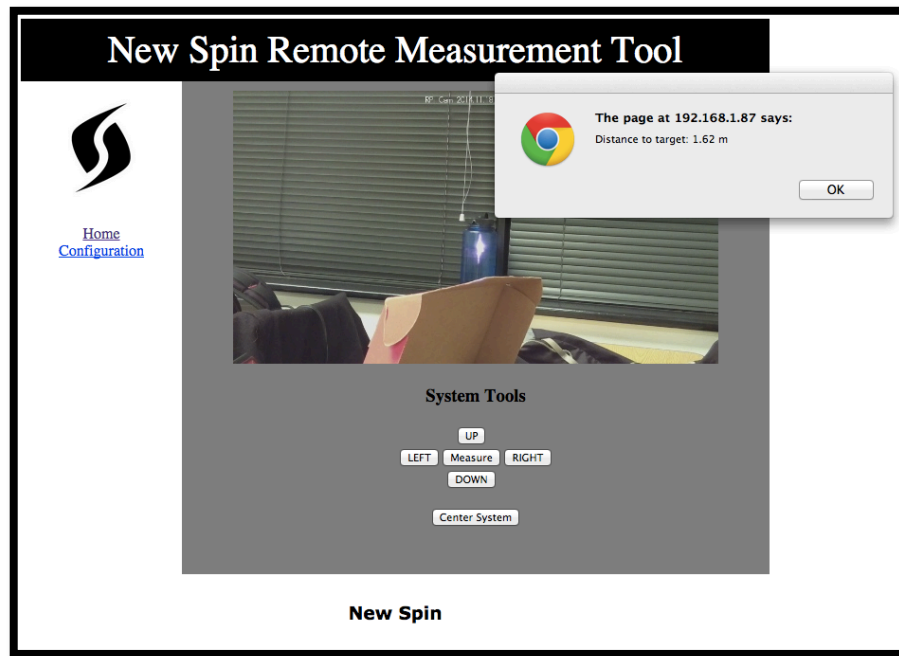 New Spin Remote Measurement Tool
RP_Cam
The page at 192.168.1.87 says:
Distance to target: 1.62 m
OK
Home
Configuration
System Tools
UP
LEFT Measure RIGHT
DOWN
Center System
New Spin